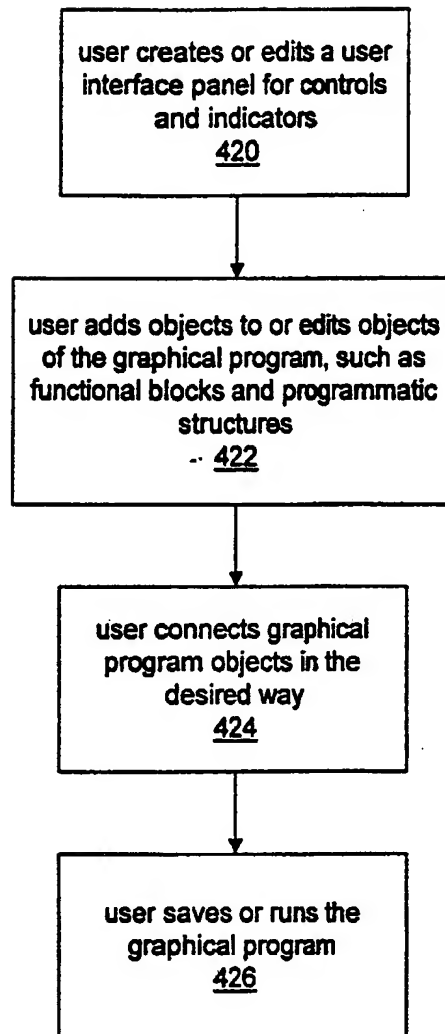 user creates or edits a user
interface panel for controls
and indicators
420
user adds objects to or edits objects
of the graphical program, such as
functional blocks and programmatic
structures
422
user connects graphical
program objects in the
desired way
424
user saves or runs the
graphical program
426